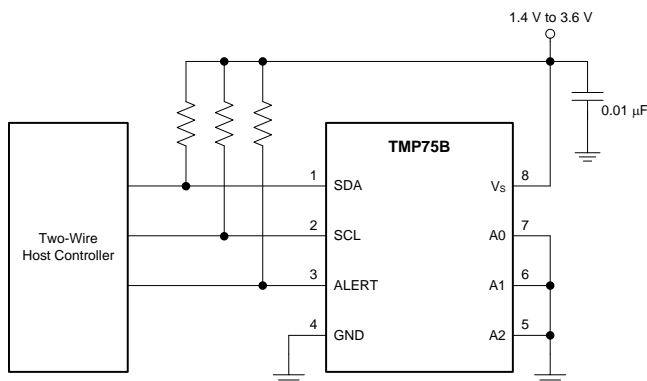 1.4 V to 3.6 V
0.01 μF
TMP75B
1
SDA
Vs
8
Two-Wire
Host Controller
2
SCL
A0
7
3
ALERT
A1
6
4
GND
A2
5